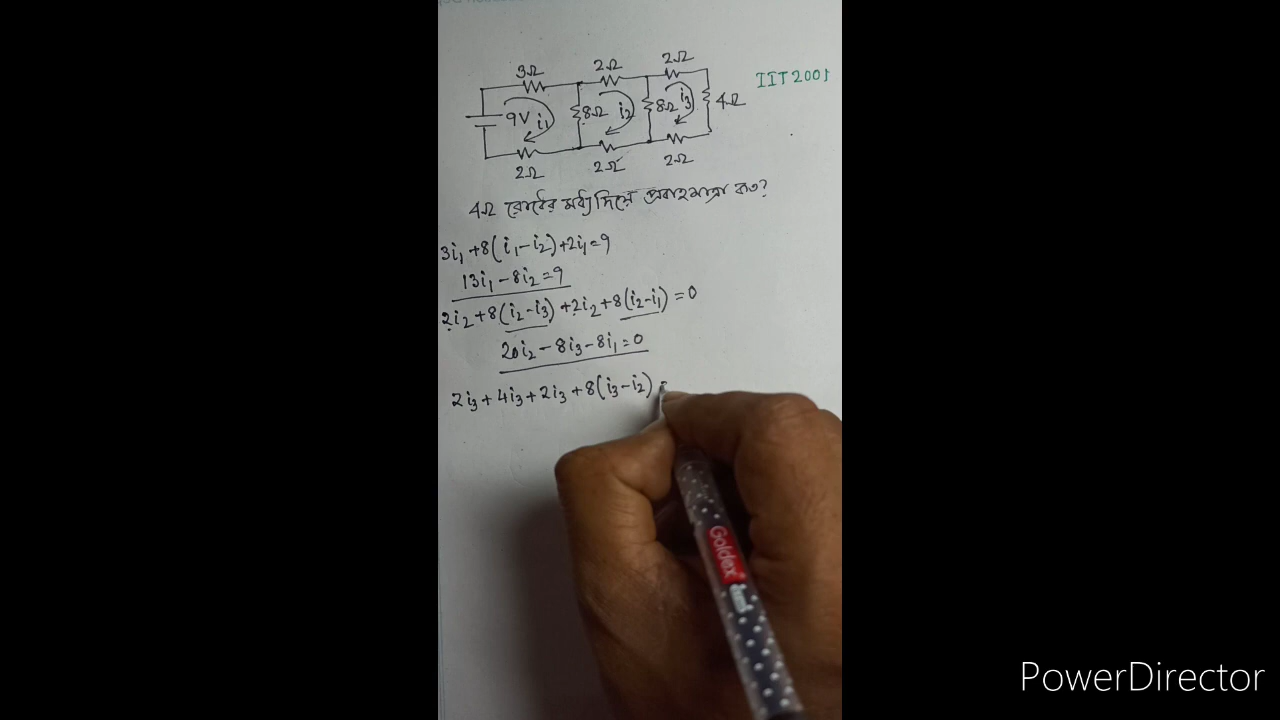 2Ω
2Ω
3Ω
IIT 2001
9V i₁
8Ω i₂
8Ω i₃
4Ω
2Ω
2Ω
2Ω
4Ω রোধের মধ্য দিয়ে প্রবাহমাত্রা কত?
3i₁ + 8(i₁ - i₂) + 2i₁ = 9
13i₁ - 8i₂ = 9
2i₂ + 8(i₂ - i₃) + 2i₂ + 8(i₂ - i₁) = 0
20i₂ - 8i₃ - 8i₁ = 0
2i₃ + 4i₃ + 2i₃ + 8(i₃ - i₂) =
Goldex
PowerDirector